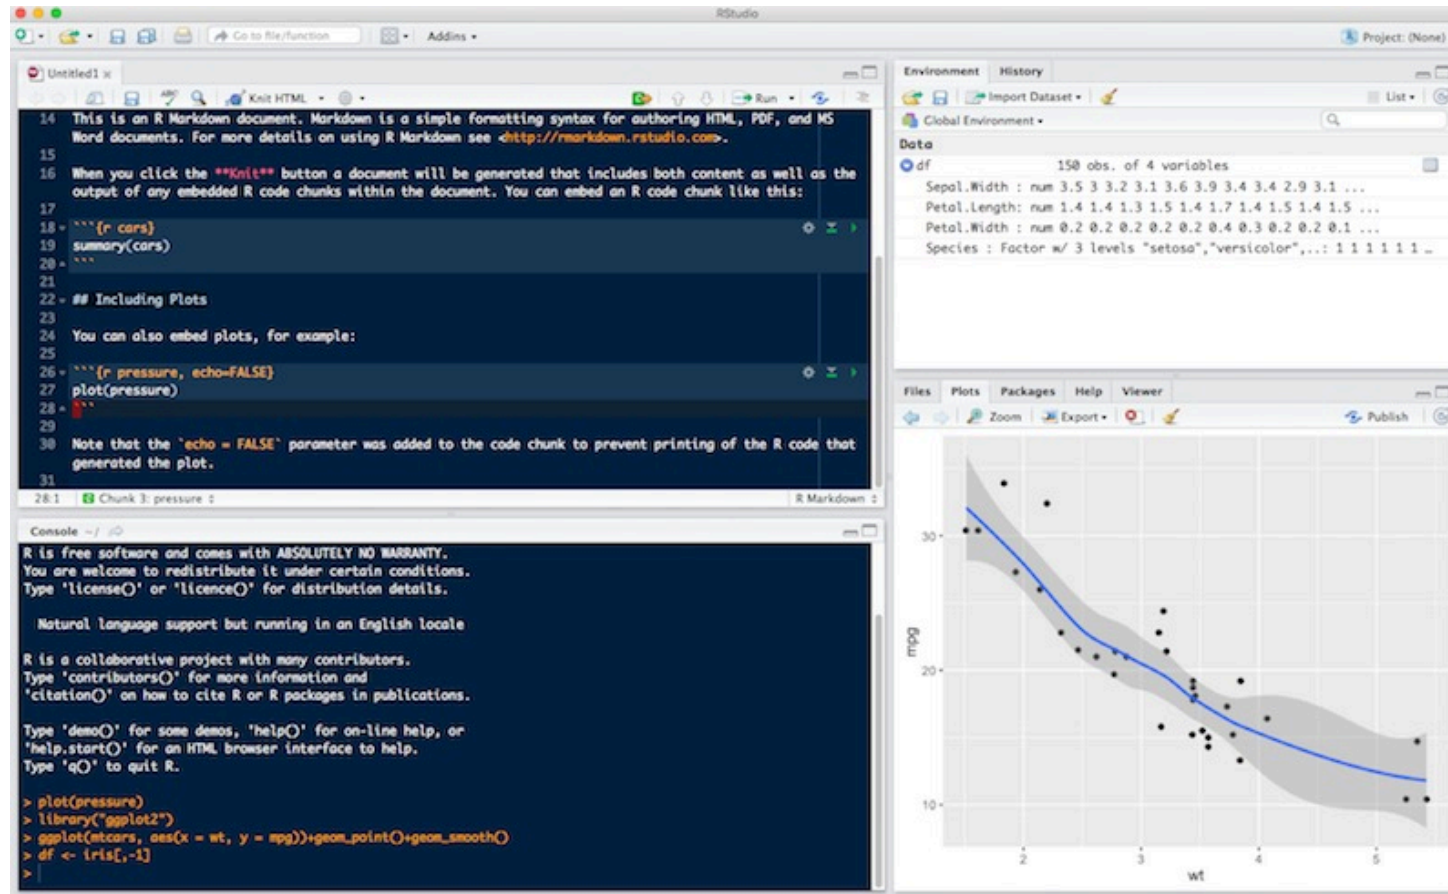 RStudio
Go to file/function
Addins
Project: (None)
Untitled1
Knit HTML
Run
14 This is an R Markdown document. Markdown is a simple formatting syntax for authoring HTML, PDF, and MS
Word documents. For more details on using R Markdown see <http://rmarkdown.rstudio.com>.
15
16 When you click the **Knit** button a document will be generated that includes both content as well as the
output of any embedded R code chunks within the document. You can embed an R code chunk like this:
17
18 ```{r cars}
19 summary(cars)
20 ```
21
22 ## Including Plots
23
24 You can also embed plots, for example:
25
26 ```{r pressure, echo=FALSE}
27 plot(pressure)
28 ```
29
30 Note that the `echo = FALSE` parameter was added to the code chunk to prevent printing of the R code that
generated the plot.
31
28:1 Chunk 3: pressure R Markdown
Console ~/
R is free software and comes with ABSOLUTELY NO WARRANTY.
You are welcome to redistribute it under certain conditions.
Type 'license()' or 'licence()' for distribution details.
Natural language support but running in an English locale
R is a collaborative project with many contributors.
Type 'contributors()' for more information and
'citation()' on how to cite R or R packages in publications.
Type 'demo()' for some demos, 'help()' for on-line help, or
'help.start()' for an HTML browser interface to help.
Type 'q()' to quit R.
> plot(pressure)
> library("ggplot2")
> ggplot(mtcars, aes(x = wt, y = mpg))+geom_point()+geom_smooth()
> df <- iris[,-1]
>
Environment History
Import Dataset List
Global Environment
Data
df 150 obs. of 4 variables
Sepal.Width : num 3.5 3 3.2 3.1 3.6 3.9 3.4 3.4 2.9 3.1 ...
Petal.Length: num 1.4 1.4 1.3 1.5 1.4 1.7 1.4 1.5 1.4 1.5 ...
Petal.Width : num 0.2 0.2 0.2 0.2 0.2 0.4 0.3 0.2 0.2 0.1 ...
Species : Factor w/ 3 levels "setosa","versicolor",..: 1 1 1 1 1 1 …
Files Plots Packages Help Viewer
Zoom Export Publish
30
20
10
mpg
2 3 4 5
wt